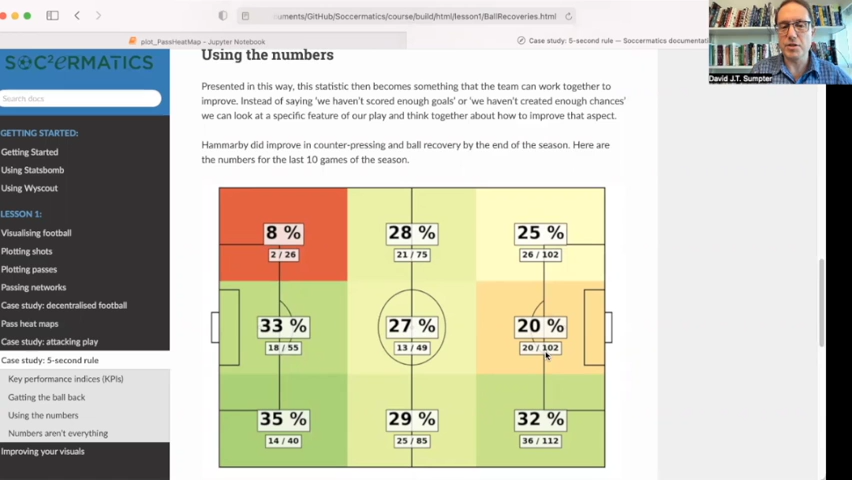 uments/GitHub/Soccermatics/course/build/html/lesson1/BallRecoveries.html
plot_PassHeatMap – Jupyter Notebook
Case study: 5-second rule — Soccermatics documentati
David J.T. Sumpter
SOC²ERMATICS
Search docs
GETTING STARTED:
Getting Started
Using Statsbomb
Using Wyscout
LESSON 1:
Visualising football
Plotting shots
Plotting passes
Passing networks
Case study: decentralised football
Pass heat maps
Case study: attacking play
Case study: 5-second rule
Key performance indices (KPIs)
Gatting the ball back
Using the numbers
Numbers aren't everything
Improving your visuals
Using the numbers
Presented in this way, this statistic then becomes something that the team can work together to
improve. Instead of saying ‘we haven’t scored enough goals’ or ‘we haven’t created enough chances’
we can look at a specific feature of our play and think together about how to improve that aspect.
Hammarby did improve in counter-pressing and ball recovery by the end of the season. Here are
the numbers for the last 10 games of the season.
8 % 28 % 25 %
2 / 26 21 / 75 26 / 102
33 % 27 % 20 %
18 / 55 13 / 49 20 / 102
35 % 29 % 32 %
14 / 40 25 / 85 36 / 112